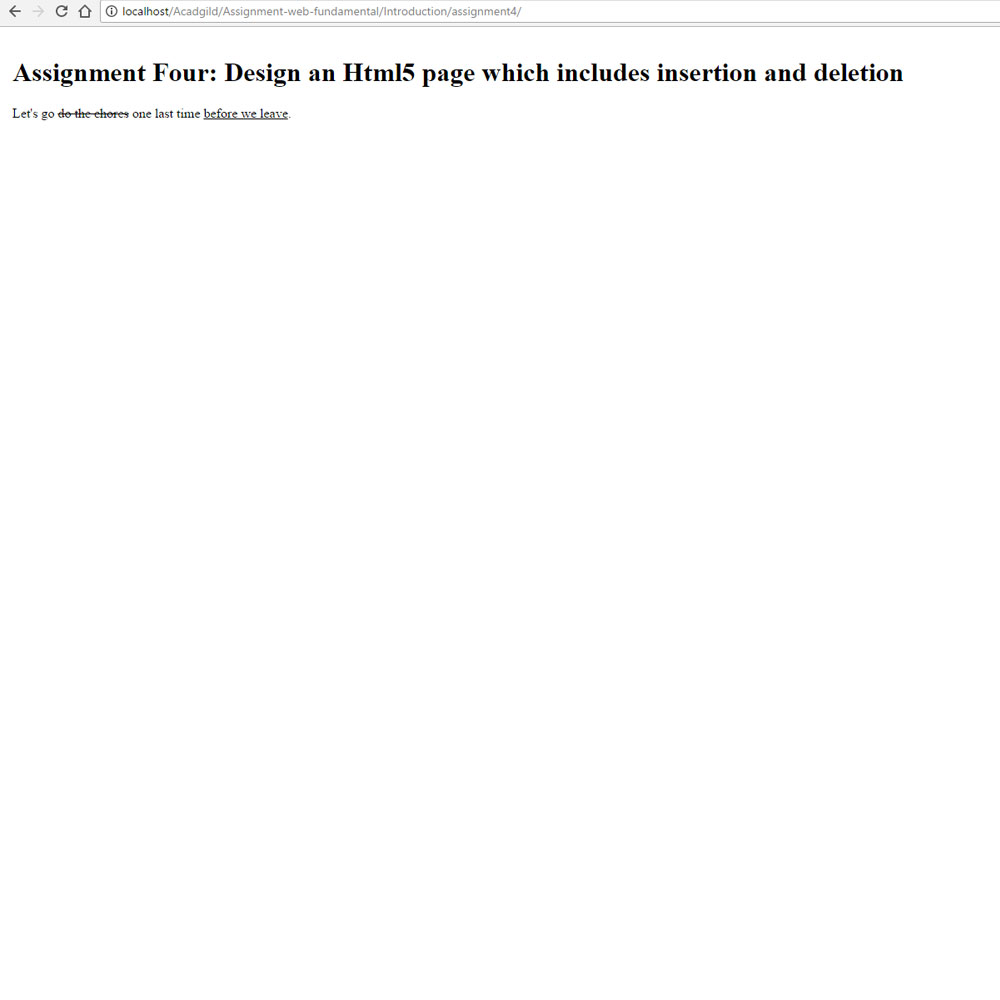 localhost/Acadgild/Assignment-web-fundamental/Introduction/assignment4/
Assignment Four: Design an Html5 page which includes insertion and deletion
Let's go do the chores one last time before we leave.